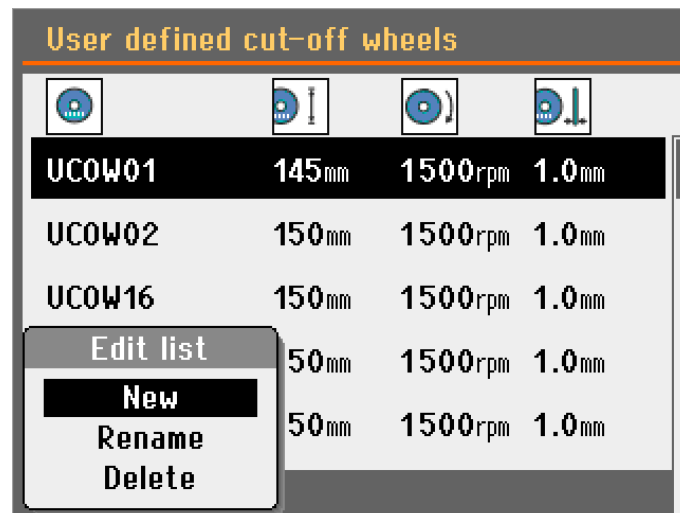 User defined cut-off wheels
UCOW01 145mm 1500rpm 1.0mm
UCOW02 150mm 1500rpm 1.0mm
UCOW16 150mm 1500rpm 1.0mm
Edit list
50mm 1500rpm 1.0mm
New
50mm 1500rpm 1.0mm
Rename
Delete